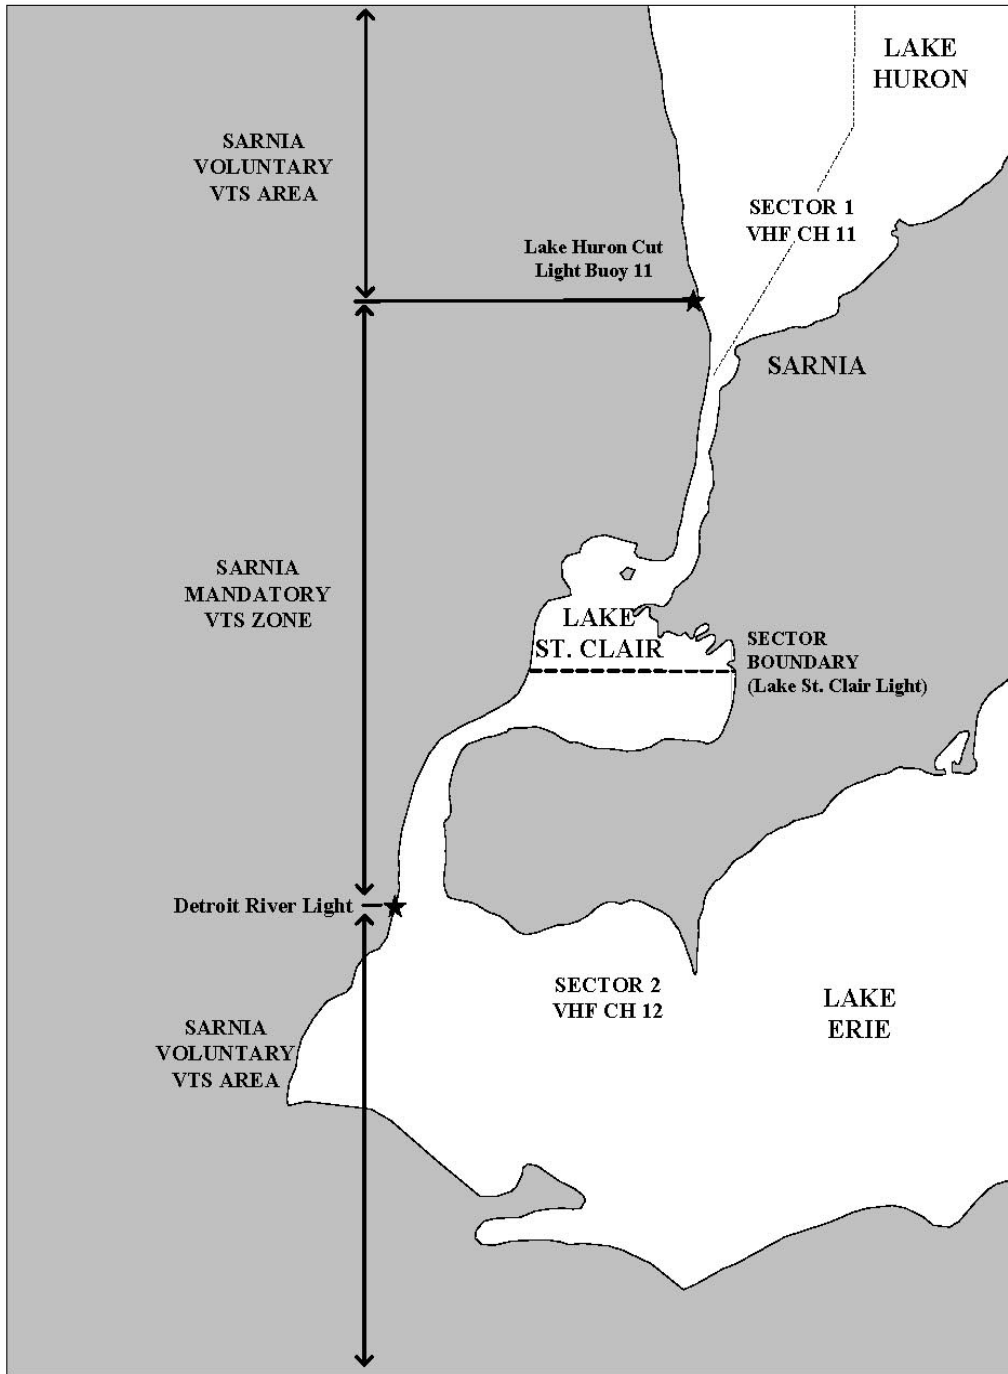 LAKE
HURON
SARNIA
VOLUNTARY
VTS AREA
SECTOR 1
VHF CH 11
Lake Huron Cut
Light Buoy 11
SARNIA
SARNIA
MANDATORY
VTS ZONE
LAKE
ST. CLAIR
SECTOR
BOUNDARY
(Lake St. Clair Light)
Detroit River Light
SECTOR 2
VHF CH 12
LAKE
ERIE
SARNIA
VOLUNTARY
VTS AREA